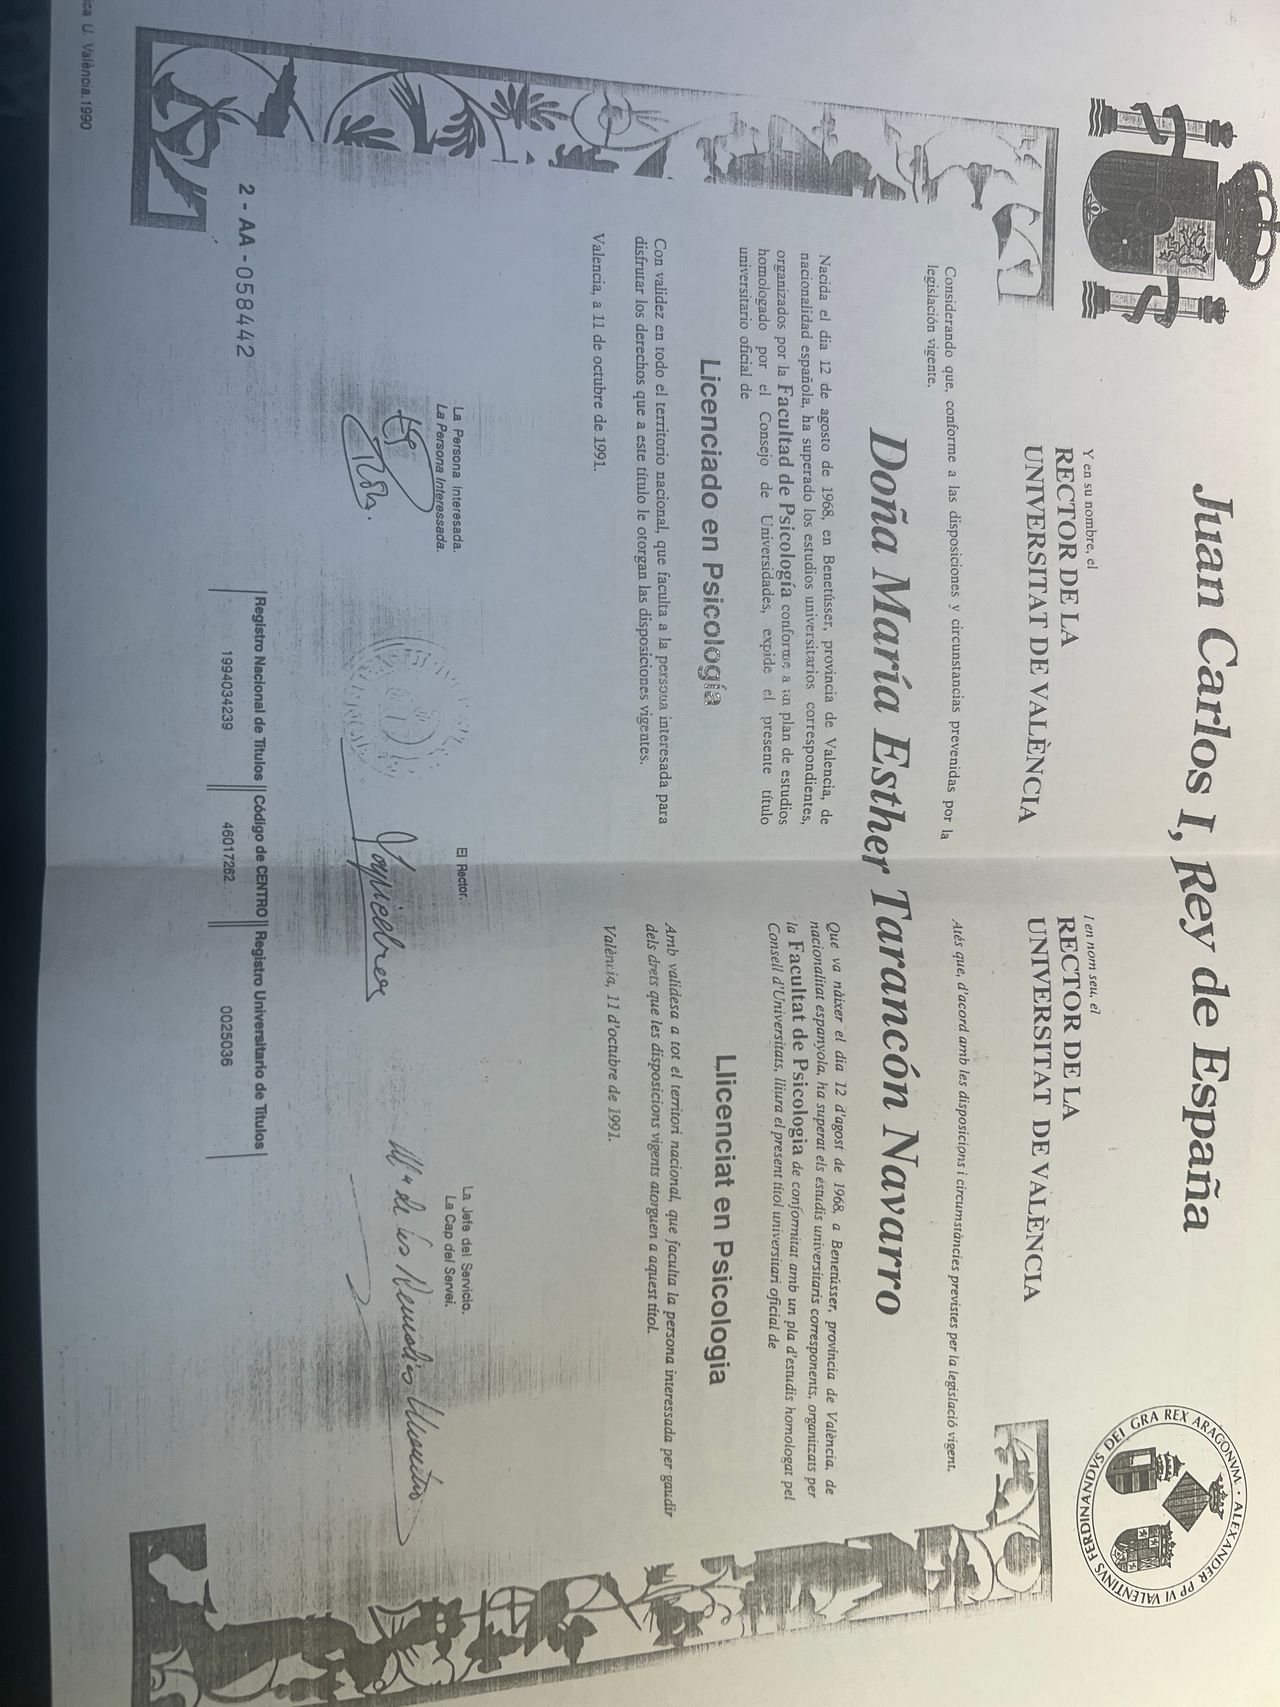 Juan Carlos I, Rey de España
Y en su nombre, el
RECTOR DE LA
UNIVERSITAT DE VALÈNCIA
Considerando que, conforme a las disposiciones y circunstancias prevenidas por la
legislación vigente,
I en nom seu, el
RECTOR DE LA
UNIVERSITAT DE VALÈNCIA
Atés que, d'acord amb les disposicions i circumstàncies previstes per la legislació vigent,
SAGNDAS DEI GRA REX ARAGONVM · ALEXANDER PP VI VALENTINVS FERDINANDVS
Doña María Esther Tarancón Navarro
Nacida el dia 12 de agosto de 1968, en Benetússer, provincia de Valencia, de
nacionalidad española, ha superado los estudios universitarios correspondientes,
organizados por la Facultad de Psicología conforme a un plan de estudios
homologado por el Consejo de Universidades, expide el presente título
universitario oficial de
Licenciado en Psicología
Con validez en todo el territorio nacional, que faculta a la persona interesada para
disfrutar los derechos que a este título le otorgan las disposiciones vigentes.
Valencia, a 11 de octubre de 1991.
Que va nàixer el dia 12 d'agost de 1968, a Benetússer, província de València, de
nacionalitat espanyola, ha superat els estudis universitaris corresponents, organitzats per
la Facultat de Psicologia de conformitat amb un pla d'estudis homologat pel
Consell d'Universitats, lliura el present títol universitari oficial de
Llicenciat en Psicologia
Amb validesa a tot el territori nacional, que faculta la persona interessada per gaudir
dels drets que les disposicions vigents atorguen a aquest títol.
València, 11 d'octubre de 1991.
La Persona Interesada.
La Persona Interessada.
El Rector.
La Jefe del Servicio.
La Cap del Servei.
2 - AA - 058442
Registro Nacional de Títulos Código de CENTRO Registro Universitario de Títulos
1994034239 46017262 0025036
ica U. València.1990